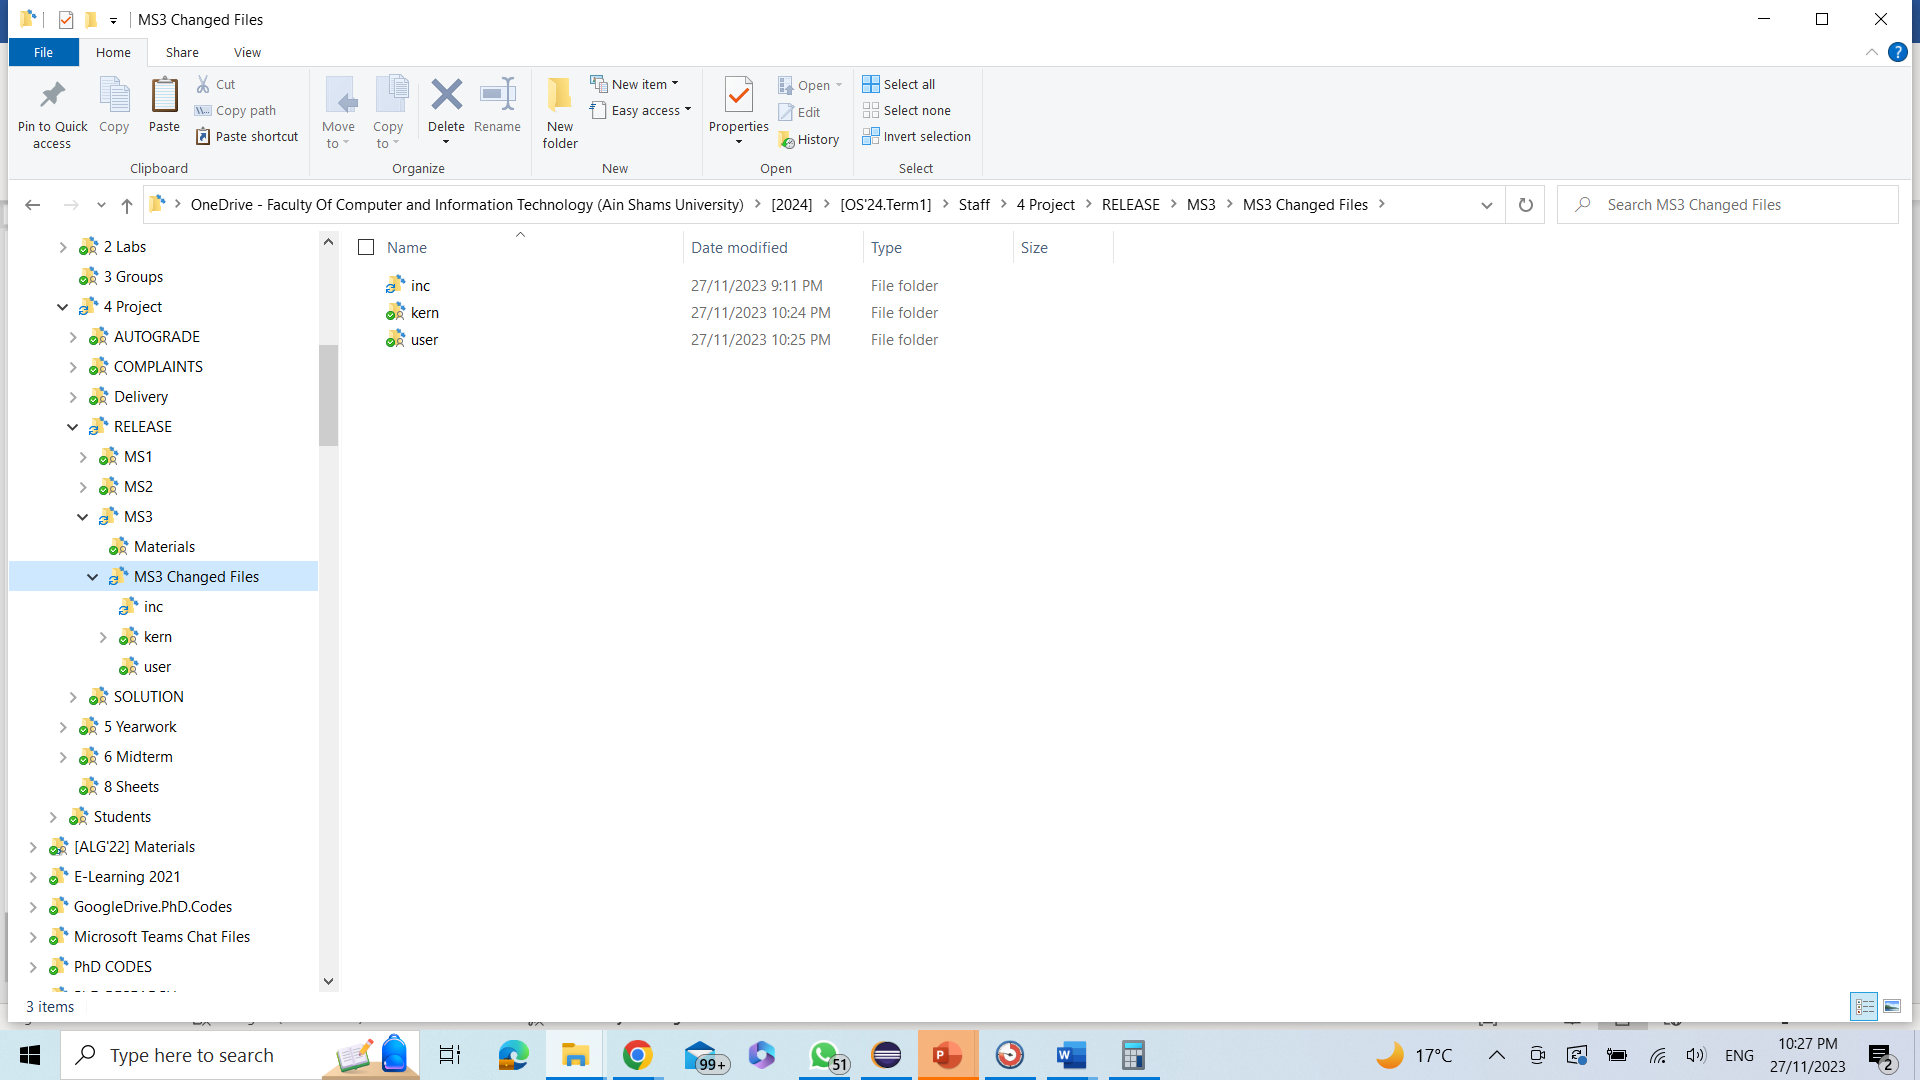 MS3 Changed Files
File Home Share View
Pin to Quick access
Copy
Paste
Cut
Copy path
Paste shortcut
Clipboard
Move to
Copy to
Delete
Rename
Organize
New folder
New item
Easy access
New
Properties
Open
Edit
History
Open
Select all
Select none
Invert selection
Select
OneDrive - Faculty Of Computer and Information Technology (Ain Shams University) [2024] [OS'24.Term1] Staff 4 Project RELEASE MS3 MS3 Changed Files
Search MS3 Changed Files
2 Labs
3 Groups
4 Project
AUTOGRADE
COMPLAINTS
Delivery
RELEASE
MS1
MS2
MS3
Materials
MS3 Changed Files
inc
kern
user
SOLUTION
5 Yearwork
6 Midterm
8 Sheets
Students
[ALG'22] Materials
E-Learning 2021
GoogleDrive.PhD.Codes
Microsoft Teams Chat Files
PhD CODES
Name Date modified Type Size
inc 27/11/2023 9:11 PM File folder
kern 27/11/2023 10:24 PM File folder
user 27/11/2023 10:25 PM File folder
3 items
Type here to search
99+
51
17°C
ENG
10:27 PM
27/11/2023
2